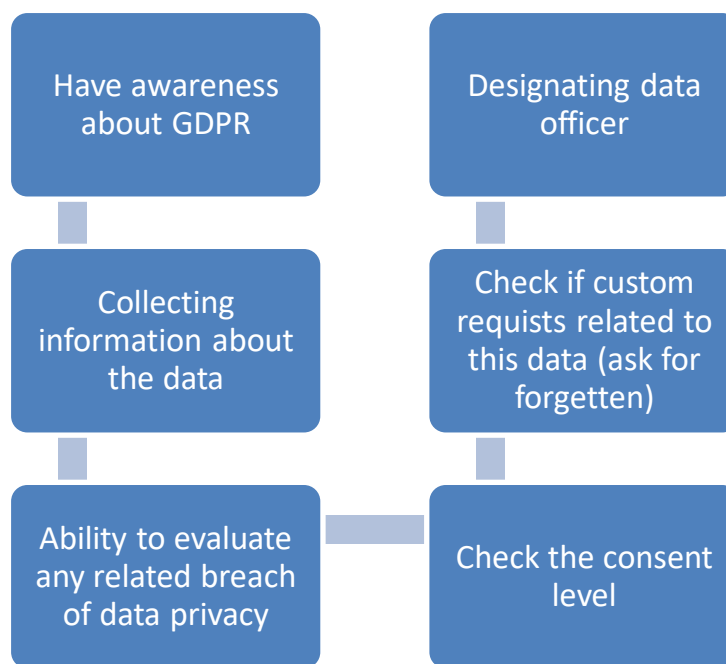 Have awareness
about GDPR
Collecting
information about
the data
Ability to evaluate
any related breach
of data privacy
Check the consent
level
Check if custom
requists related to
this data (ask for
forgetten)
Designating data
officer